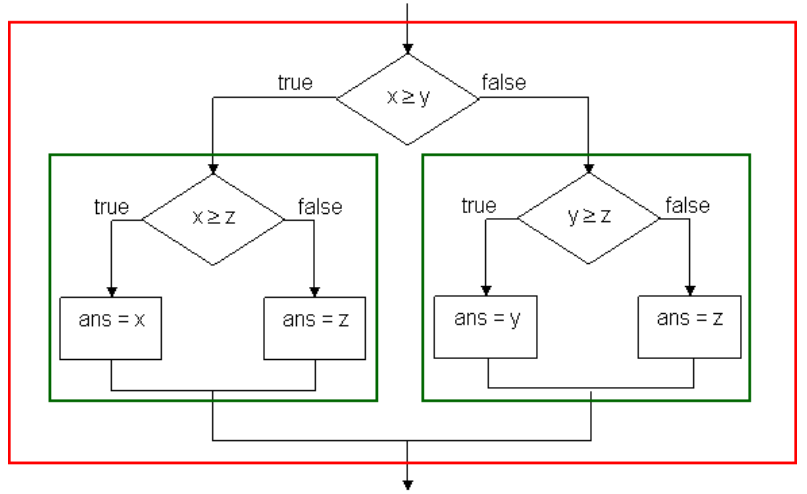 x ≥ y
true
false
x ≥ z
true
false
ans = x
ans = z
y ≥ z
true
false
ans = y
ans = z